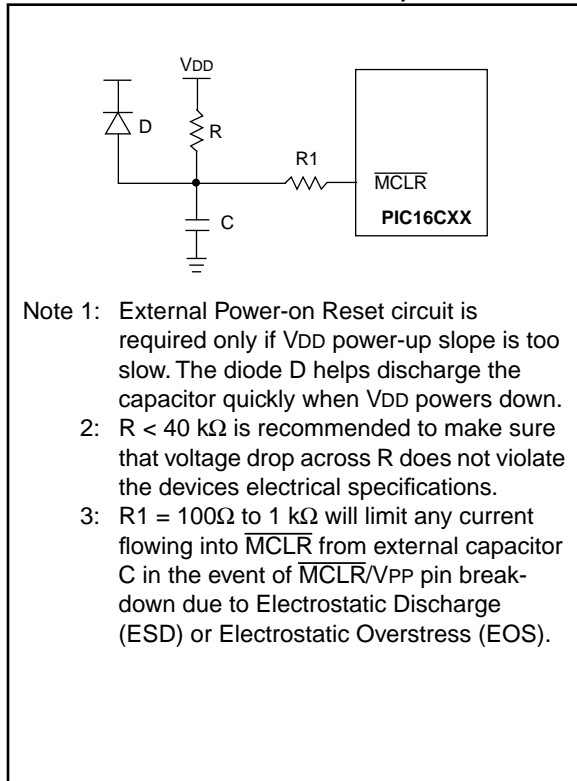 VDD
D
R
R1
MCLR
C
PIC16CXX
Note 1: External Power-on Reset circuit is
required only if VDD power-up slope is too
slow. The diode D helps discharge the
capacitor quickly when VDD powers down.
2: R < 40 kΩ is recommended to make sure
that voltage drop across R does not violate
the devices electrical specifications.
3: R1 = 100Ω to 1 kΩ will limit any current
flowing into MCLR from external capacitor
C in the event of MCLR/VPP pin break-
down due to Electrostatic Discharge
(ESD) or Electrostatic Overstress (EOS).